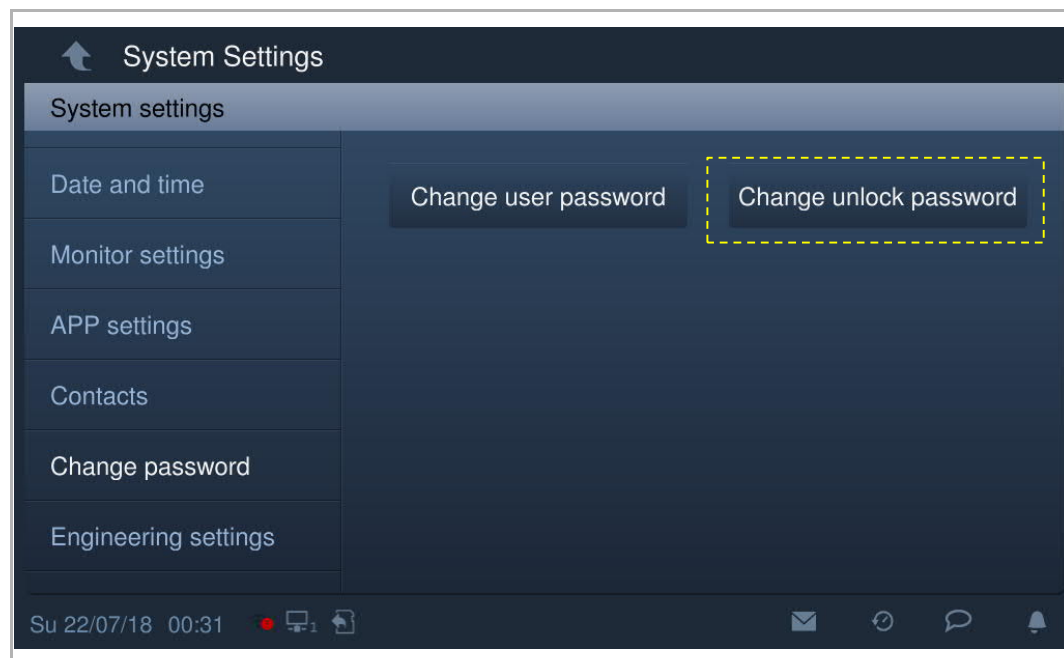 System Settings
System settings
Date and time
Change user password
Change unlock password
Monitor settings
APP settings
Contacts
Change password
Engineering settings
Su 22/07/18 00:31
1